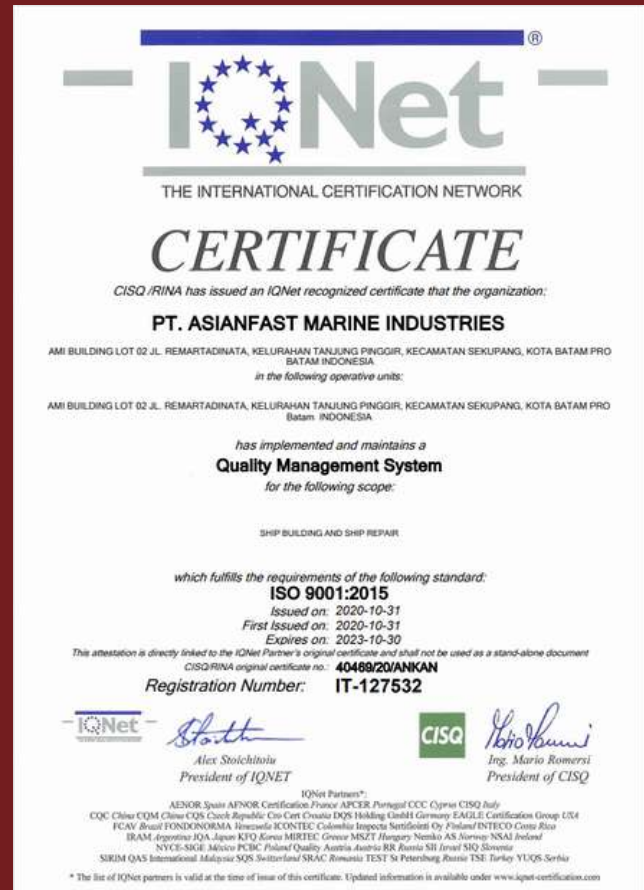 ®
IQNet
THE INTERNATIONAL CERTIFICATION NETWORK
CERTIFICATE
CISQ /RINA has issued an IQNet recognized certificate that the organization:
PT. ASIANFAST MARINE INDUSTRIES
AMI BUILDING LOT 02 JL. REMARTADINATA, KELURAHAN TANJUNG PINGGIR, KECAMATAN SEKUPANG, KOTA BATAM PRO
BATAM INDONESIA
in the following operative units:
AMI BUILDING LOT 02 JL. REMARTADINATA, KELURAHAN TANJUNG PINGGIR, KECAMATAN SEKUPANG, KOTA BATAM PRO
Batam INDONESIA
has implemented and maintains a
Quality Management System
for the following scope:
SHIP BUILDING AND SHIP REPAIR
which fulfills the requirements of the following standard:
ISO 9001:2015
Issued on: 2020-10-31
First Issued on: 2020-10-31
Expires on: 2023-10-30
This attestation is directly linked to the IQNet Partner's original certificate and shall not be used as a stand-alone document
CISQ/RINA original certificate no.: 40469/20/ANKAN
Registration Number: IT-127532
IQNet
CISQ
Alex Stoichitoiu
President of IQNET
Ing. Mario Romersi
President of CISQ
IQNet Partners*:
AENOR Spain AFNOR Certification France APCER Portugal CCC Cyprus CISQ Italy
CQC China CQM China CQS Czech Republic Cro Cert Croatia DQS Holding GmbH Germany EAGLE Certification Group USA
FCAV Brazil FONDONORMA Venezuela ICONTEC Colombia Inspecta Sertifiointi Oy Finland INTECO Costa Rica
IRAM Argentina JQA Japan KFQ Korea MIRTEC Greece MSZT Hungary Nemko AS Norway NSAI Ireland
NYCE-SIGE México PCBC Poland Quality Austria Austria RR Russia SII Israel SIQ Slovenia
SIRIM QAS International Malaysia SQS Switzerland SRAC Romania TEST St Petersburg Russia TSE Turkey YUQS Serbia
* The list of IQNet partners is valid at the time of issue of this certificate. Updated information is available under www.iqnet-certification.com